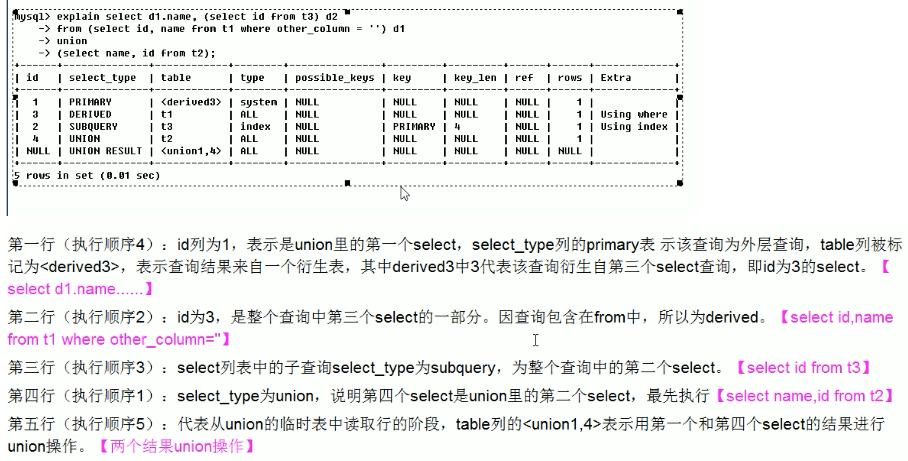 mysql> explain select d1.name, (select id from t3) d2
-> from (select id, name from t1 where other_column = '') d1
-> union
-> (select name, id from t2);
| id | select_type | table | type | possible_keys | key | key_len | ref | rows | Extra |
| 1 | PRIMARY | <derived3> | system | NULL | NULL | NULL | NULL | 1 | |
| 3 | DERIVED | t1 | ALL | NULL | NULL | NULL | NULL | 1 | Using where |
| 2 | SUBQUERY | t3 | index | NULL | PRIMARY | 4 | NULL | 1 | Using index |
| 4 | UNION | t2 | ALL | NULL | NULL | NULL | NULL | 1 | |
| NULL | UNION RESULT | <union1,4> | ALL | NULL | NULL | NULL | NULL | NULL | |
5 rows in set (0.01 sec)
第一行（执行顺序4）：id列为1，表示是union里的第一个select，select_type列的primary表 示该查询为外层查询，table列被标
记为<derived3>，表示查询结果来自一个衍生表，其中derived3中3代表该查询衍生自第三个select查询，即id为3的select。【
select d1.name......】
第二行（执行顺序2）：id为3，是整个查询中第三个select的一部分。因查询包含在from中，所以为derived。【select id,name
from t1 where other_column=''】
第三行（执行顺序3）：select列表中的子查询select_type为subquery，为整个查询中的第二个select。【select id from t3】
第四行（执行顺序1）：select_type为union，说明第四个select是union里的第二个select，最先执行【select name,id from t2】
第五行（执行顺序5）：代表从union的临时表中读取行的阶段，table列的<union1,4>表示用第一个和第四个select的结果进行
union操作。【两个结果union操作】